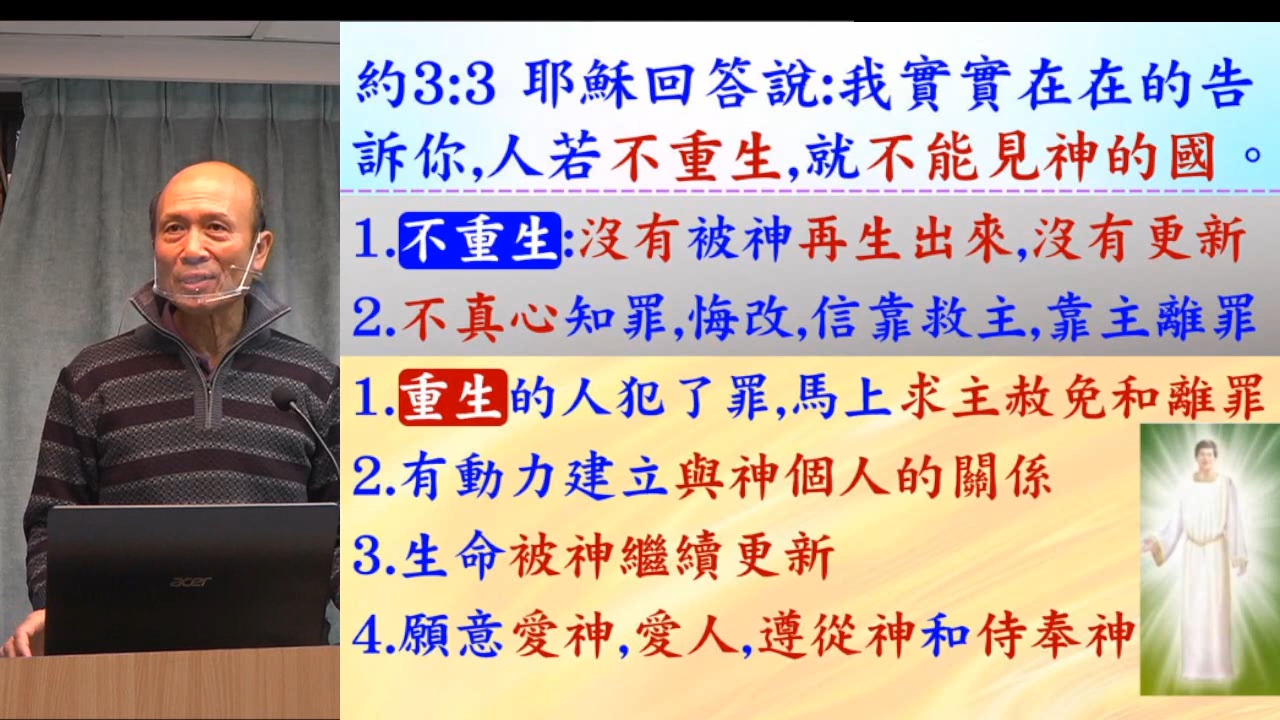 約3:3 耶穌回答說:我實實在在的告
訴你,人若不重生,就不能見神的國。
1.不重生:沒有被神再生出來,沒有更新
2.不真心知罪,悔改,信靠救主,靠主離罪
1.重生的人犯了罪,馬上求主赦免和離罪
2.有動力建立與神個人的關係
3.生命被神繼續更新
4.願意愛神,愛人,遵從神和侍奉神
acer